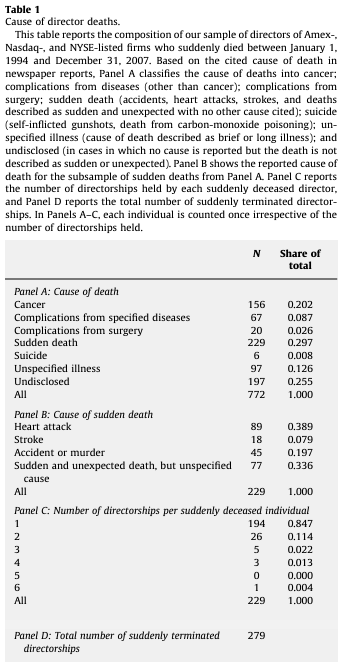 Table 1
Cause of director deaths.
This table reports the composition of our sample of directors of Amex-,
Nasdaq-, and NYSE-listed firms who suddenly died between January 1,
1994 and December 31, 2007. Based on the cited cause of death in
newspaper reports, Panel A classifies the cause of deaths into cancer;
complications from diseases (other than cancer); complications from
surgery; sudden death (accidents, heart attacks, strokes, and deaths
described as sudden and unexpected with no other cause cited); suicide
(self-inflicted gunshots, death from carbon-monoxide poisoning); un-
specified illness (cause of death described as brief or long illness); and
undisclosed (in cases in which no cause is reported but the death is not
described as sudden or unexpected). Panel B shows the reported cause of
death for the subsample of sudden deaths from Panel A. Panel C reports
the number of directorships held by each suddenly deceased director,
and Panel D reports the total number of suddenly terminated director-
ships. In Panels A–C, each individual is counted once irrespective of the
number of directorships held.
N Share of
total
Panel A: Cause of death
Cancer 156 0.202
Complications from specified diseases 67 0.087
Complications from surgery 20 0.026
Sudden death 229 0.297
Suicide 6 0.008
Unspecified illness 97 0.126
Undisclosed 197 0.255
All 772 1.000
Panel B: Cause of sudden death
Heart attack 89 0.389
Stroke 18 0.079
Accident or murder 45 0.197
Sudden and unexpected death, but unspecified 77 0.336
cause
All 229 1.000
Panel C: Number of directorships per suddenly deceased individual
1 194 0.847
2 26 0.114
3 5 0.022
4 3 0.013
5 0 0.000
6 1 0.004
All 229 1.000
Panel D: Total number of suddenly terminated 279
directorships